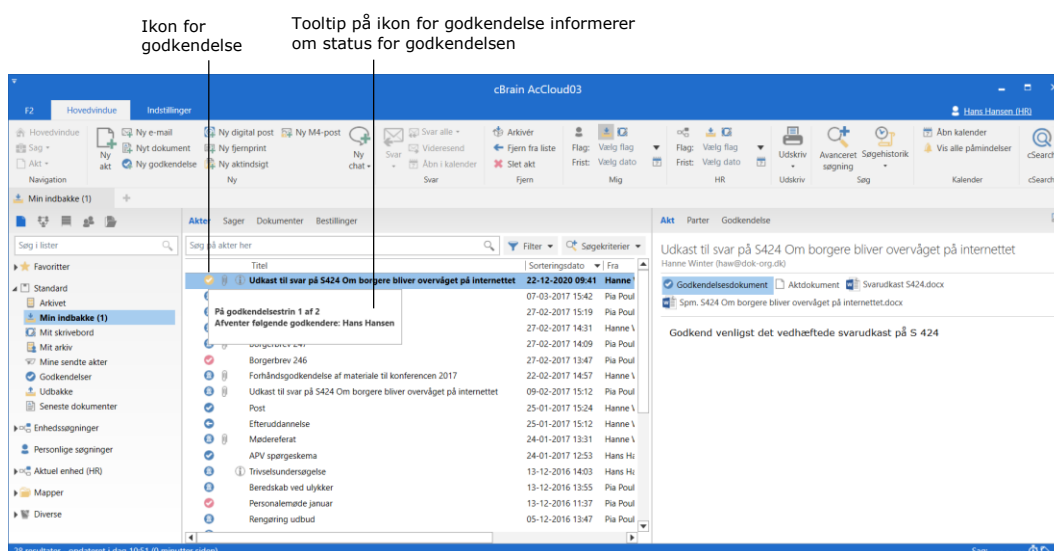 Ikon for
godkendelse
Tooltip på ikon for godkendelse informerer
om status for godkendelsen
cBrain AcCloud03
F2 Hovedvindue Indstillinger Hans Hansen (HR)
Hovedvindue
Sag
Akt
Navigation
Ny
akt
Ny e-mail
Nyt dokument
Ny godkendelse
Ny digital post
Ny fjernprint
Ny aktindsigt
Ny M4-post
Ny
chat
Ny
Svar
Svar alle
Videresend
Åbn i kalender
Svar
Arkivér
Fjern fra liste
Slet akt
Fjern
Flag: Vælg flag
Frist: Vælg dato
Mig
Flag: Vælg flag
Frist: Vælg dato
HR
Udskriv
Udskriv
Avanceret
søgning
Søgehistorik
Søg
Åbn kalender
Vis alle påmindelser
Kalender
cSearch
cSearch
Min indbakke (1)
Søg i lister
Favoritter
Standard
Arkivet
Min indbakke (1)
Mit skrivebord
Mit arkiv
Mine sendte akter
Godkendelser
Udbakke
Seneste dokumenter
Enhedssøgninger
Personlige søgninger
Aktuel enhed (HR)
Mapper
Diverse
Akter Sager Dokumenter Bestillinger
Søg på akter her Filter Søgekriterier
Titel Sorteringsdato Fra
Udkast til svar på S424 Om borgere bliver overvåget på internettet 22-12-2020 09:41 Hanne
07-03-2017 15:42 Pia Poul
På godkendelsestrin 1 af 2 27-02-2017 15:19 Pia Poul
Afventer følgende godkendere: Hans Hansen 27-02-2017 14:31 Hanne
Borgerbrev 247 27-02-2017 14:09 Pia Poul
Borgerbrev 246 27-02-2017 13:47 Pia Poul
Forhåndsgodkendelse af materiale til konferencen 2017 22-02-2017 14:57 Hanne
Udkast til svar på S424 Om borgere bliver overvåget på internettet 09-02-2017 15:12 Pia Poul
Post 25-01-2017 15:24 Hanne
Efteruddannelse 25-01-2017 15:12 Hanne
Mødereferat 24-01-2017 13:31 Hanne
APV spørgeskema 24-01-2017 12:53 Hans
Trivselsundersøgelse 13-12-2016 14:03 Hans
Beredskab ved ulykker 13-12-2016 13:55 Pia Poul
Personalemøde januar 13-12-2016 11:37 Pia Poul
Rengøring udbud 05-12-2016 13:47 Pia Poul
Akt Parter Godkendelse
Udkast til svar på S424 Om borgere bliver overvåget på internettet
Hanne Winter (haw@dok-org.dk)
Godkendelsesdokument Aktdokument Svarudkast S424.docx
Spm. S424 Om borgere bliver overvåget på internettet.docx
Godkend venligst det vedhæftede svarudkast på S 424